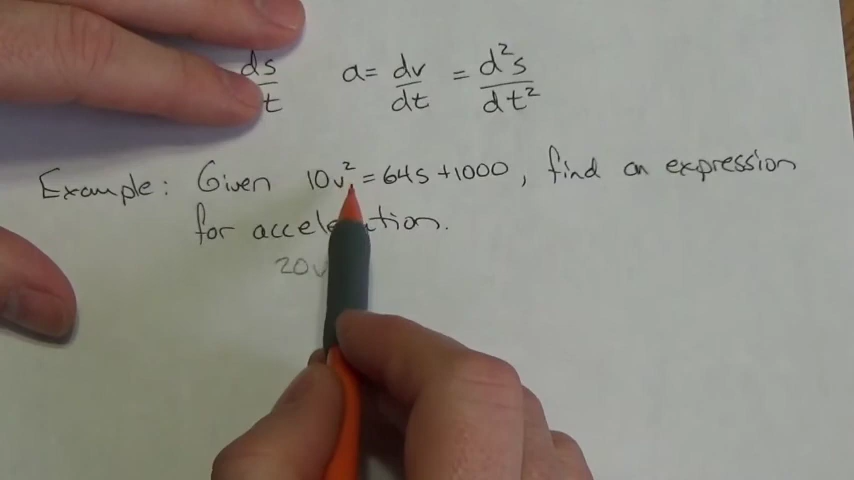 ds/t a = dv/dt = d²s/dt²
Example: Given 10v² = 64s + 1000, find an expression
for acceleration.
20v